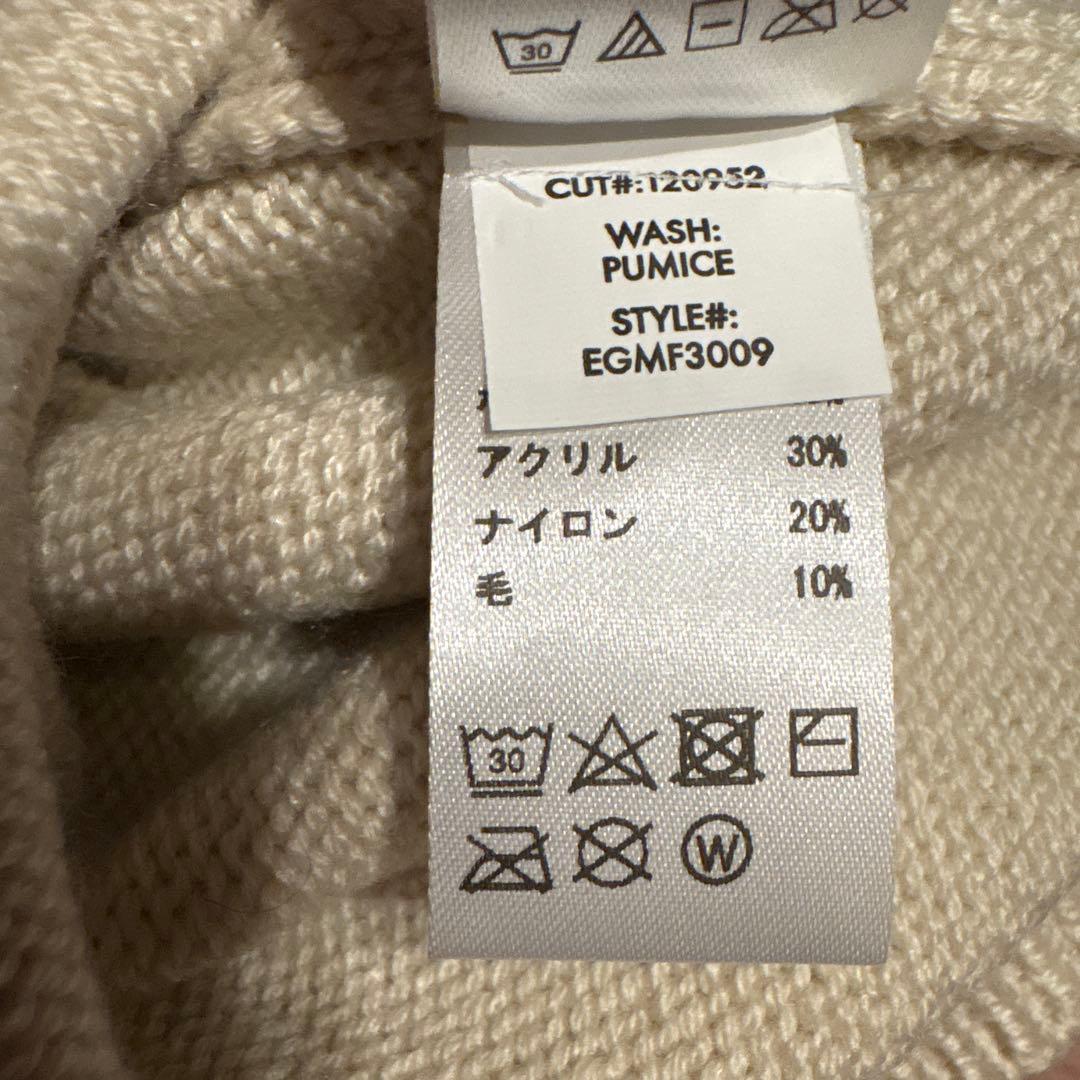 30
CUT#:120952
WASH:
PUMICE
STYLE#:
EGMF3009
アクリル 30%
ナイロン 20%
毛 10%
30
W